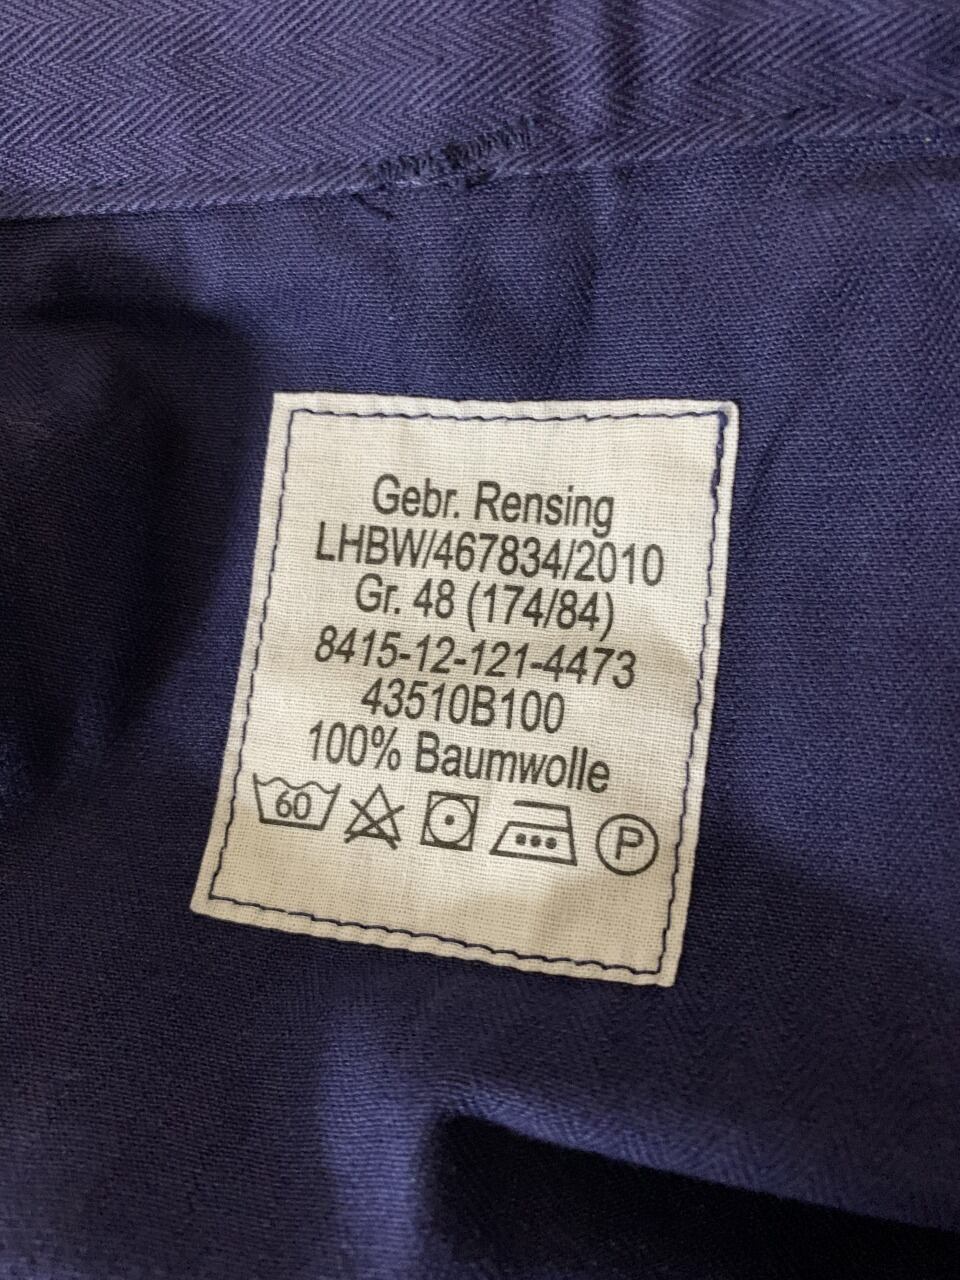 Gebr. Rensing
LHBW/467834/2010
Gr. 48 (174/84)
8415-12-121-4473
43510B100
100% Baumwolle
60 P